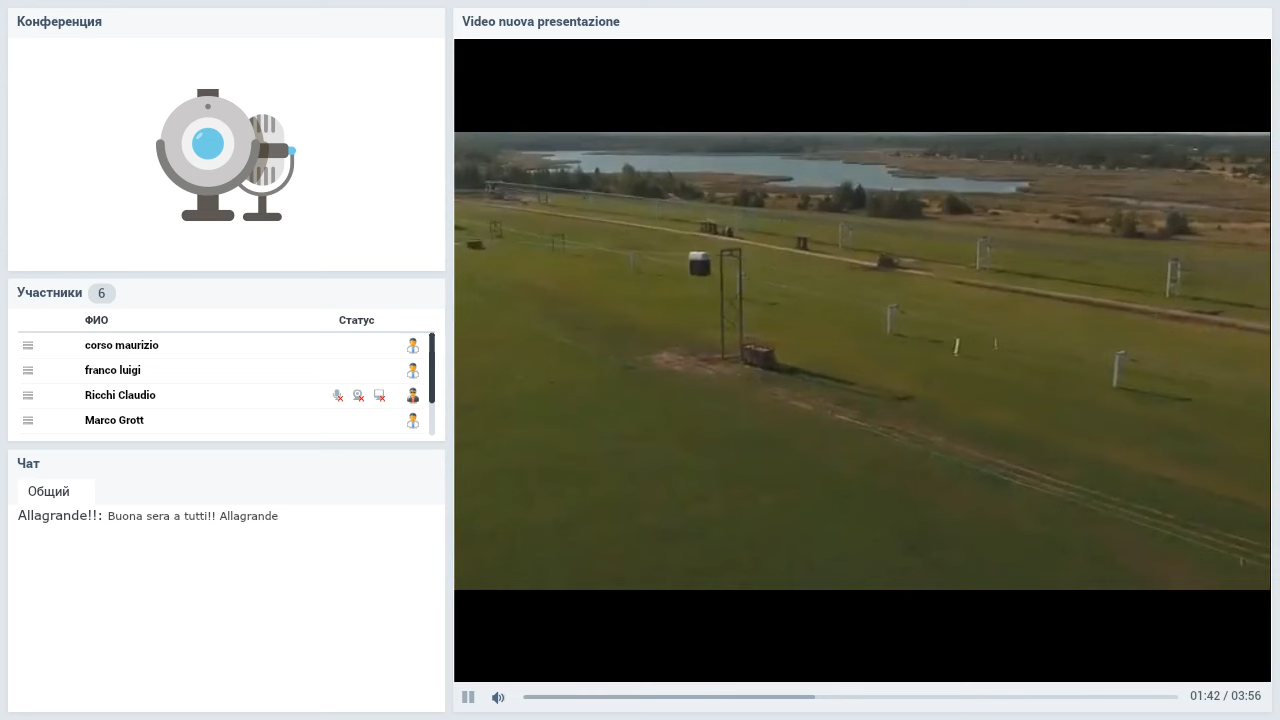 Конференция
Участники 6
ФИО Статус
corso maurizio
franco luigi
Ricchi Claudio
Marco Grott
Чат
Общий
Allagrande!!: Buona sera a tutti!! Allagrande
Video nuova presentazione
01:42 / 03:56